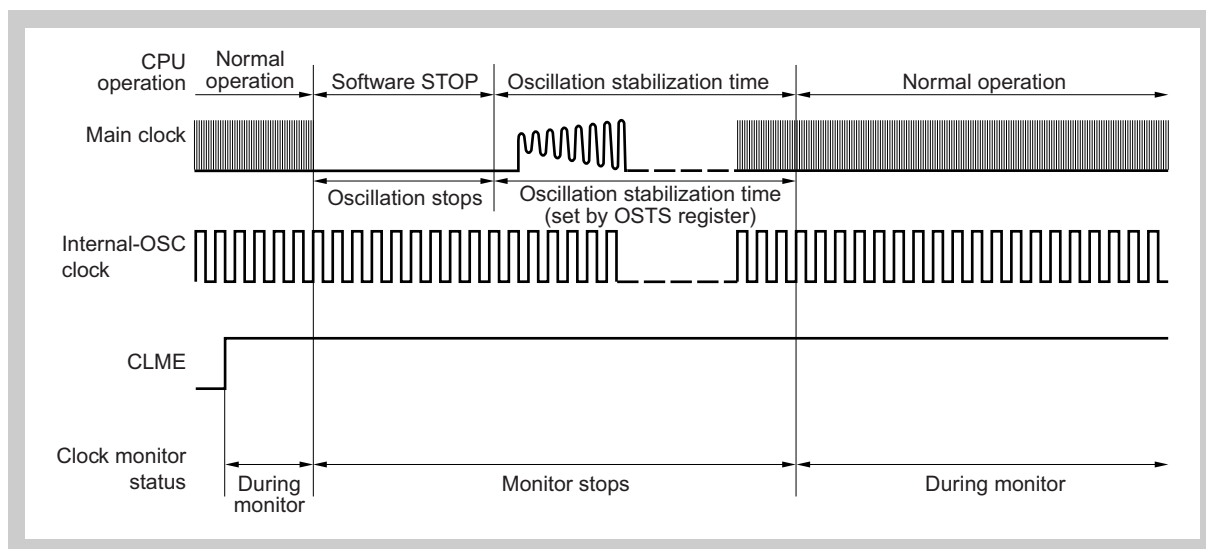 CPU
operation
Normal
operation
Software STOP
Oscillation stabilization time
Normal operation
Main clock
Oscillation stops
Oscillation stabilization time
(set by OSTS register)
Internal-OSC
clock
CLME
Clock monitor
status
During
monitor
Monitor stops
During monitor